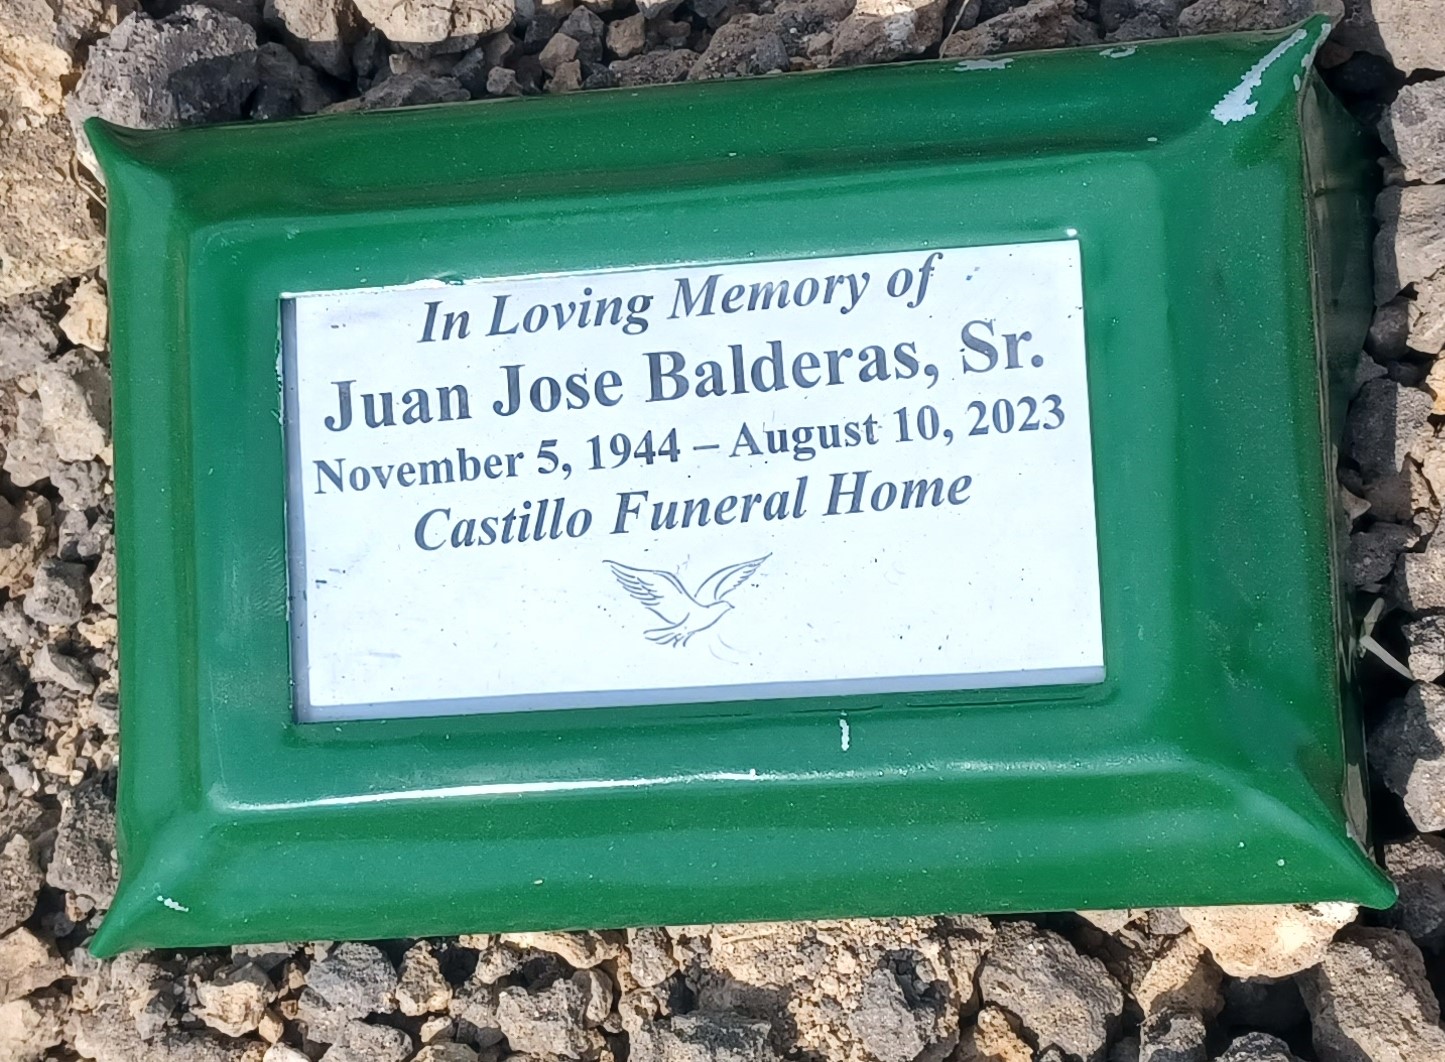 In Loving Memory of
Juan Jose Balderas, Sr.
November 5, 1944 – August 10, 2023
Castillo Funeral Home